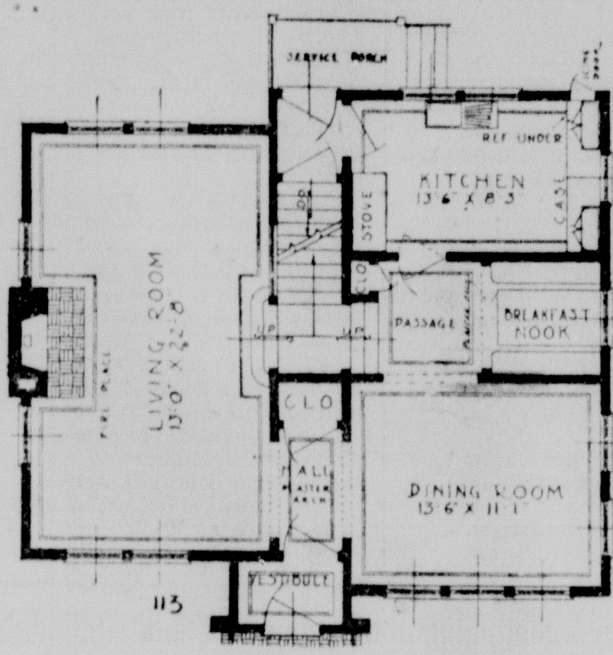 SERVICE PORCH
REF UNDER
KITCHEN
13'-6" X 8'-3"
STOVE
CASE
DN
CLO
PASSAGE
BREAKFAST
NOOK
UP
UP
LIVING ROOM
13'-0" X 22'-8"
FIRE PLACE
CLO
HALL
PLASTER
ARCH
DINING ROOM
13'-6" X 11'-1"
VESTIBULE
113